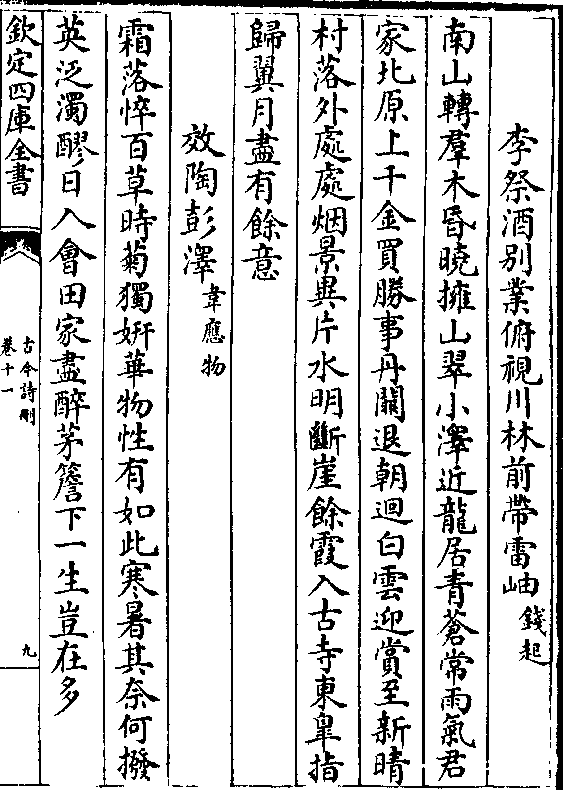 李祭酒别業俯視川林前帶雷岫錢起
南山轉羣木昏曉擁山翠小澤近龍居青蒼常雨氣君
家北原上千金買勝事丹闕退朝迴白雲迎賞至新晴
村落外處處烟景異片水明斷崖餘霞入古寺東臯指
歸翼月盡有餘意
效陶彭澤韋應物
霜落悴百草時菊獨姸華物性有如此寒暑其奈何掇
英泛濁醪日入會田家盡醉茅簷下一生豈在多
欽定四庫全書
古今詩刪
卷十一
九